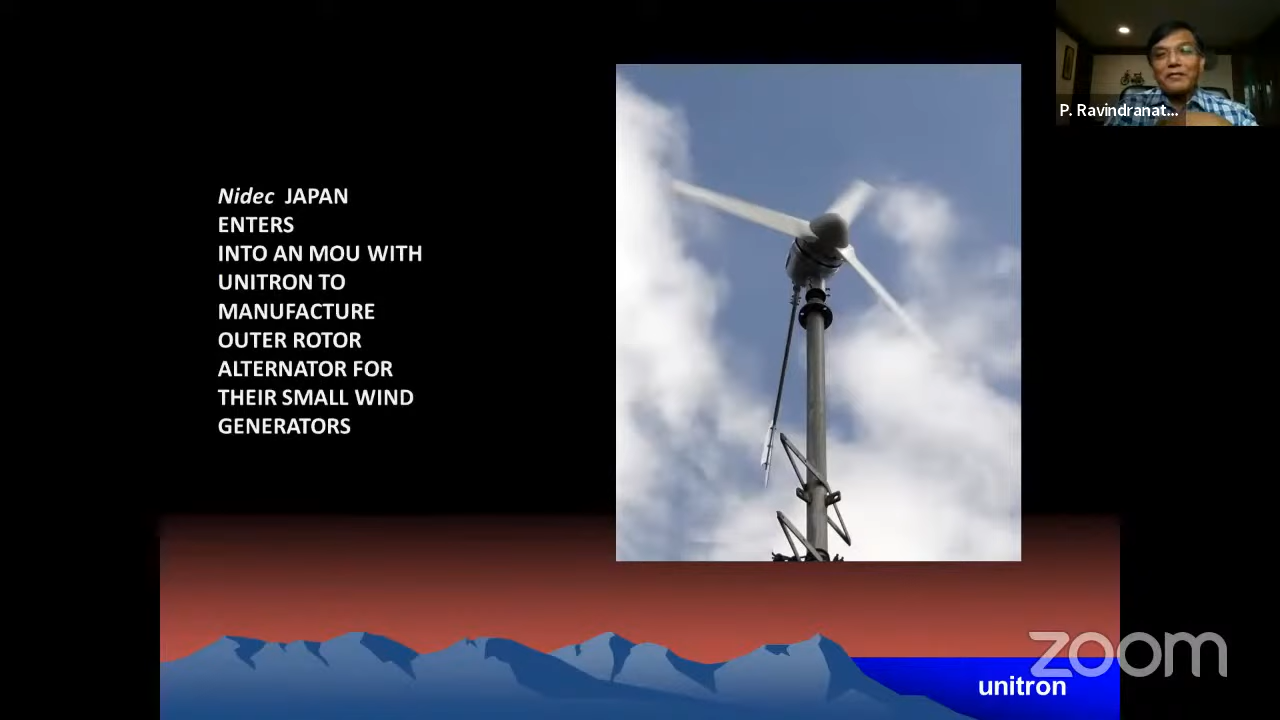 P. Ravindranat...
Nidec JAPAN
ENTERS
INTO AN MOU WITH
UNITRON TO
MANUFACTURE
OUTER ROTOR
ALTERNATOR FOR
THEIR SMALL WIND
GENERATORS
zoom
unitron